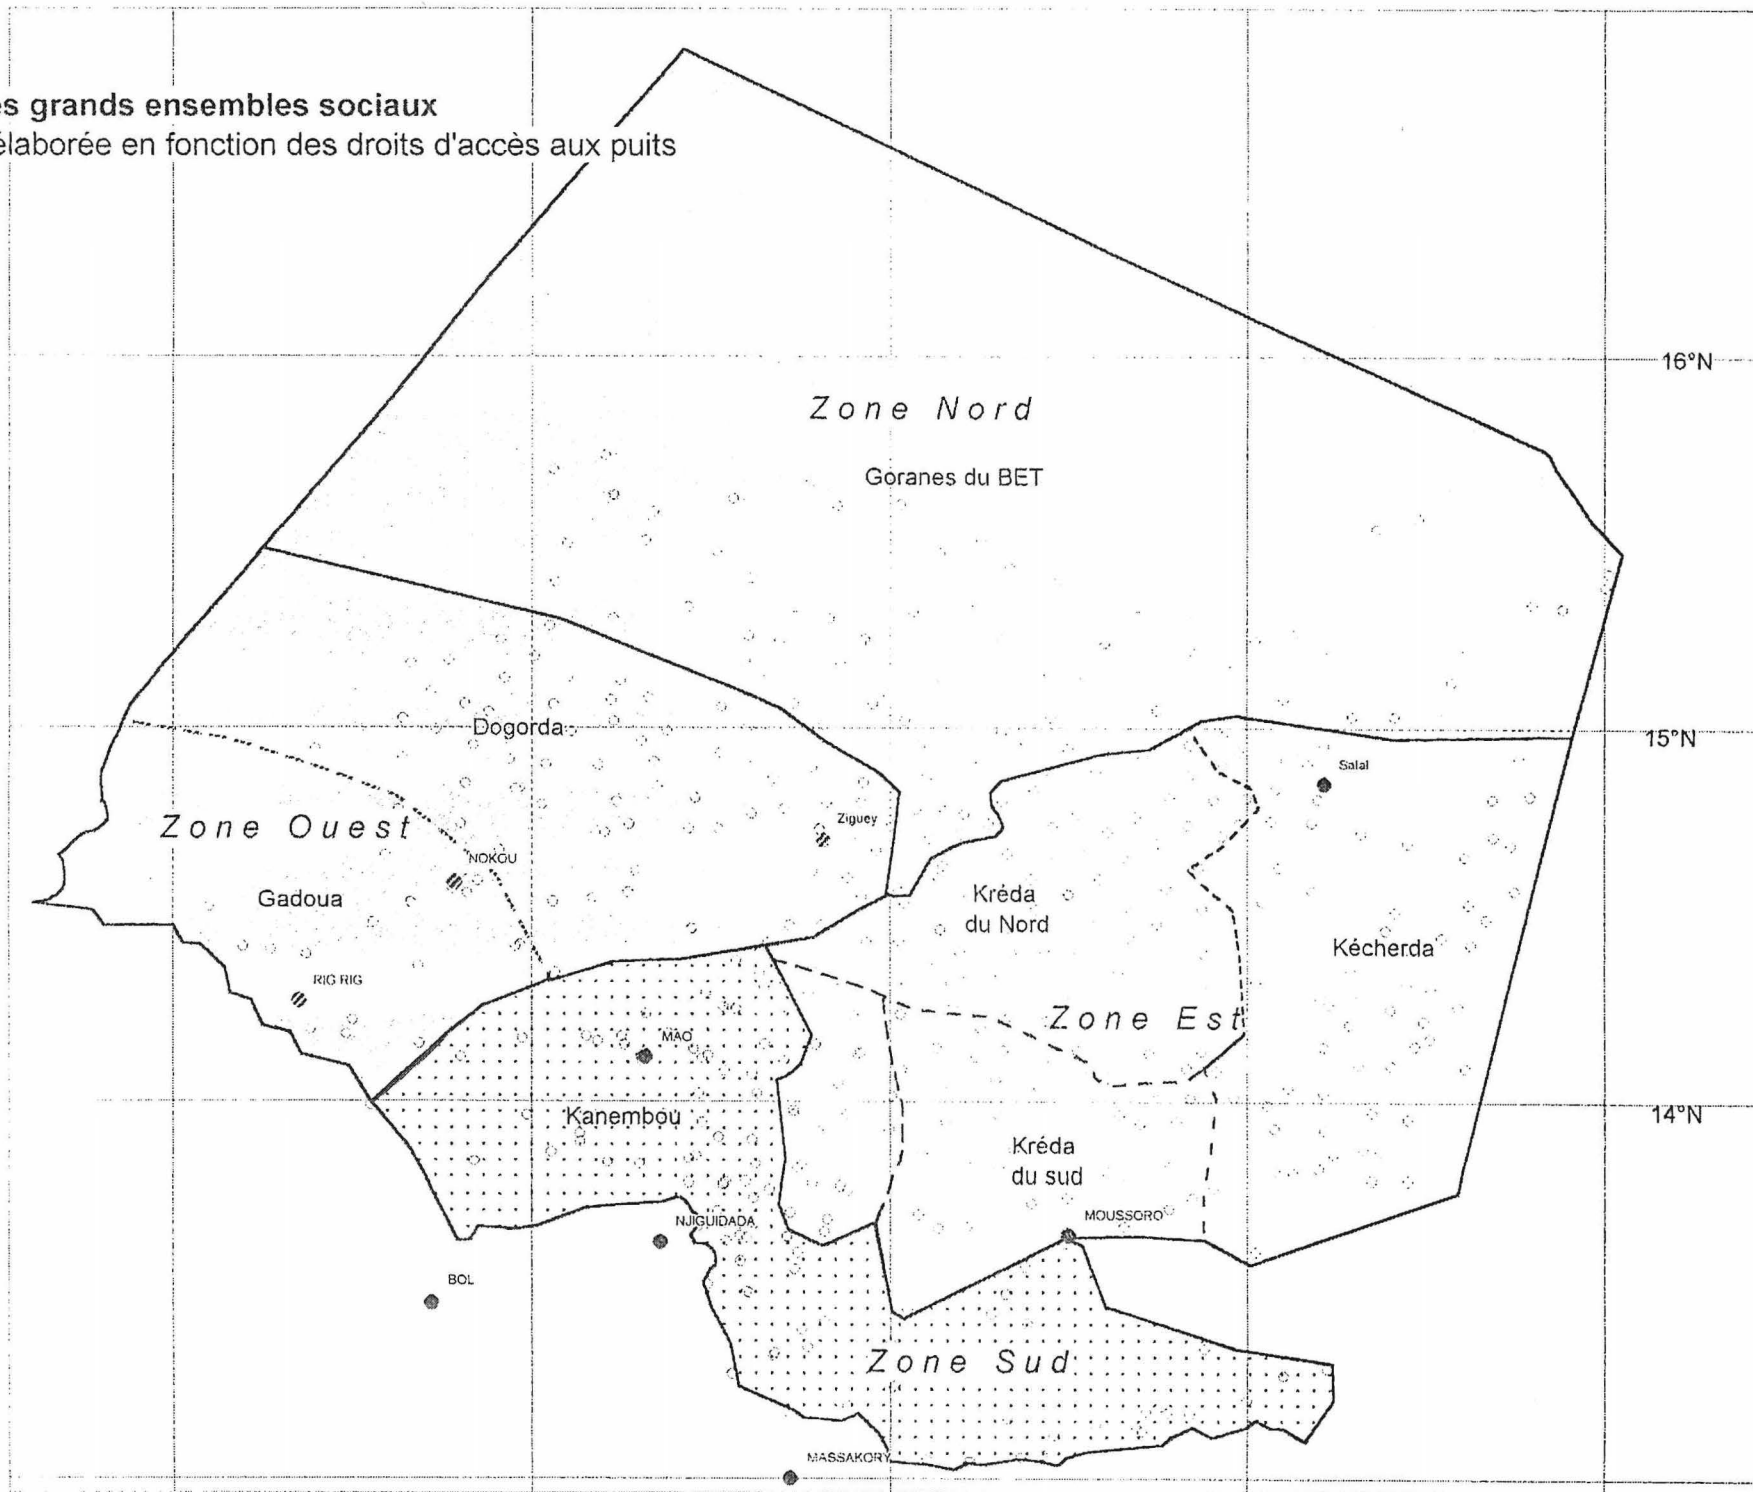 es grands ensembles sociaux
élaborée en fonction des droits d'accès aux puits
16°N
Zone Nord
Goranes du BET
Dogorda
15°N
Salal
Zone Ouest
Ziguey
NOKOU
Gadoua
Kréda
du Nord
Kécherda
RIG RIG
Zone Est
MAO
Kanembou
14°N
Kréda
du sud
NJIGUIDADA
MOUSSORO
BOL
Zone Sud
MASSAKORY